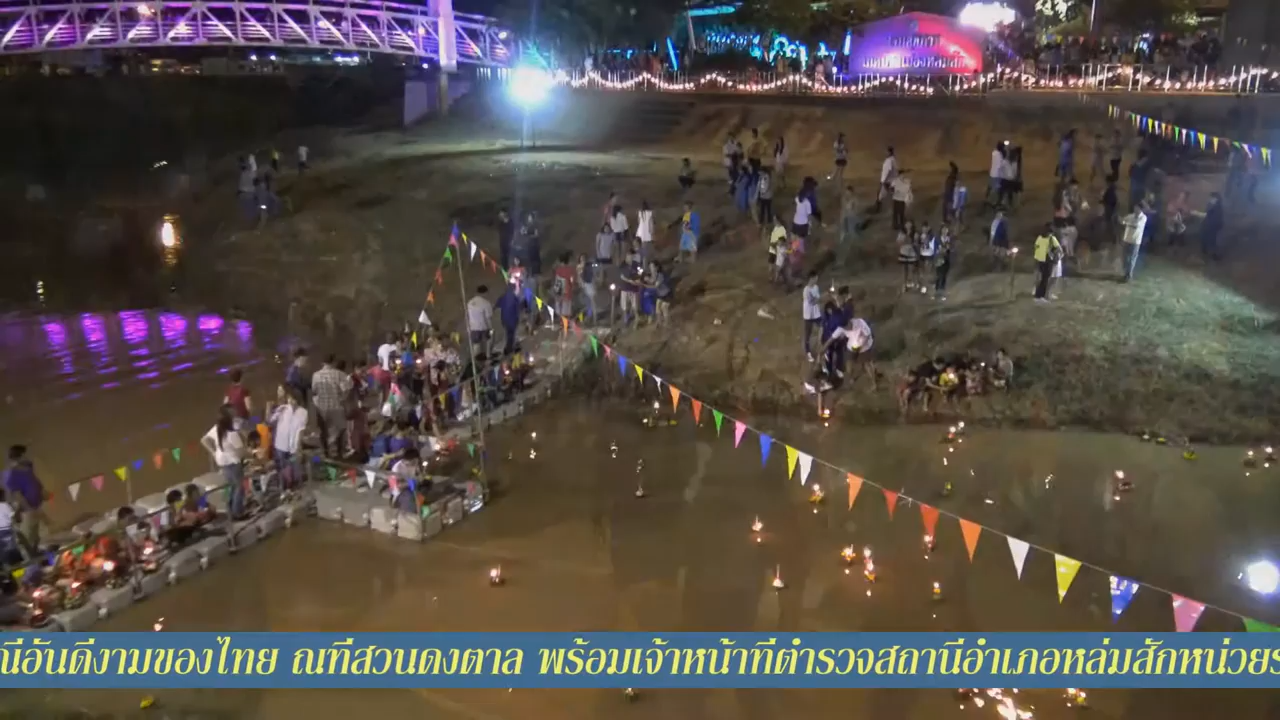 ณีอันดีงามของไทย ณที่สวนดงตาล พร้อมเจ้าหน้าที่ตำรวจสถานีอำเภอหล่มสักหน่วยร